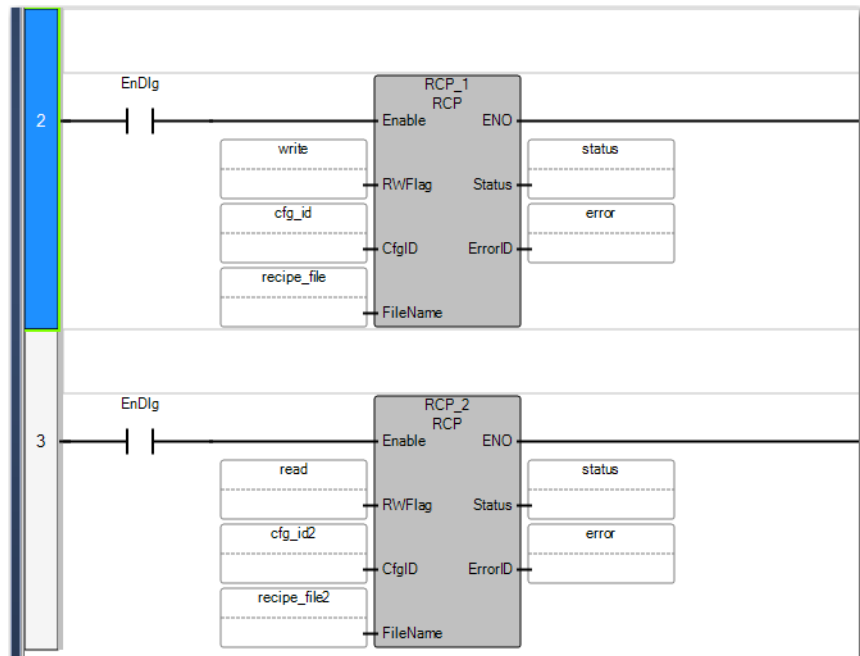 EnDlg
RCP_1
RCP
2
Enable ENO
write
status
RWFlag Status
cfg_id
error
CfgID ErrorID
recipe_file
FileName
EnDlg
RCP_2
RCP
3
Enable ENO
read
status
RWFlag Status
cfg_id2
error
CfgID ErrorID
recipe_file2
FileName